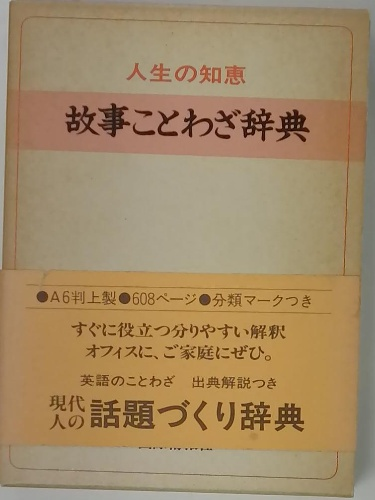 人生の知恵
故事ことわざ辞典
●A6判上製●608ページ●分類マークつき
すぐに役立つ分りやすい解釈
オフィスに、ご家庭にぜひ。
英語のことわざ 出典解説つき
現代人の話題づくり辞典